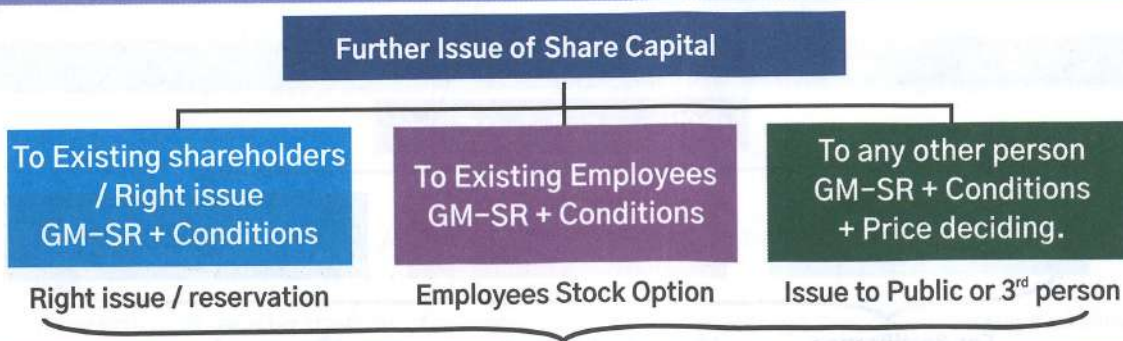 Further Issue of Share Capital
To Existing shareholders
/ Right issue
GM-SR + Conditions
To Existing Employees
GM-SR + Conditions
To any other person
GM-SR + Conditions
+ Price deciding.
Right issue / reservation
Employees Stock Option
Issue to Public or 3rd person